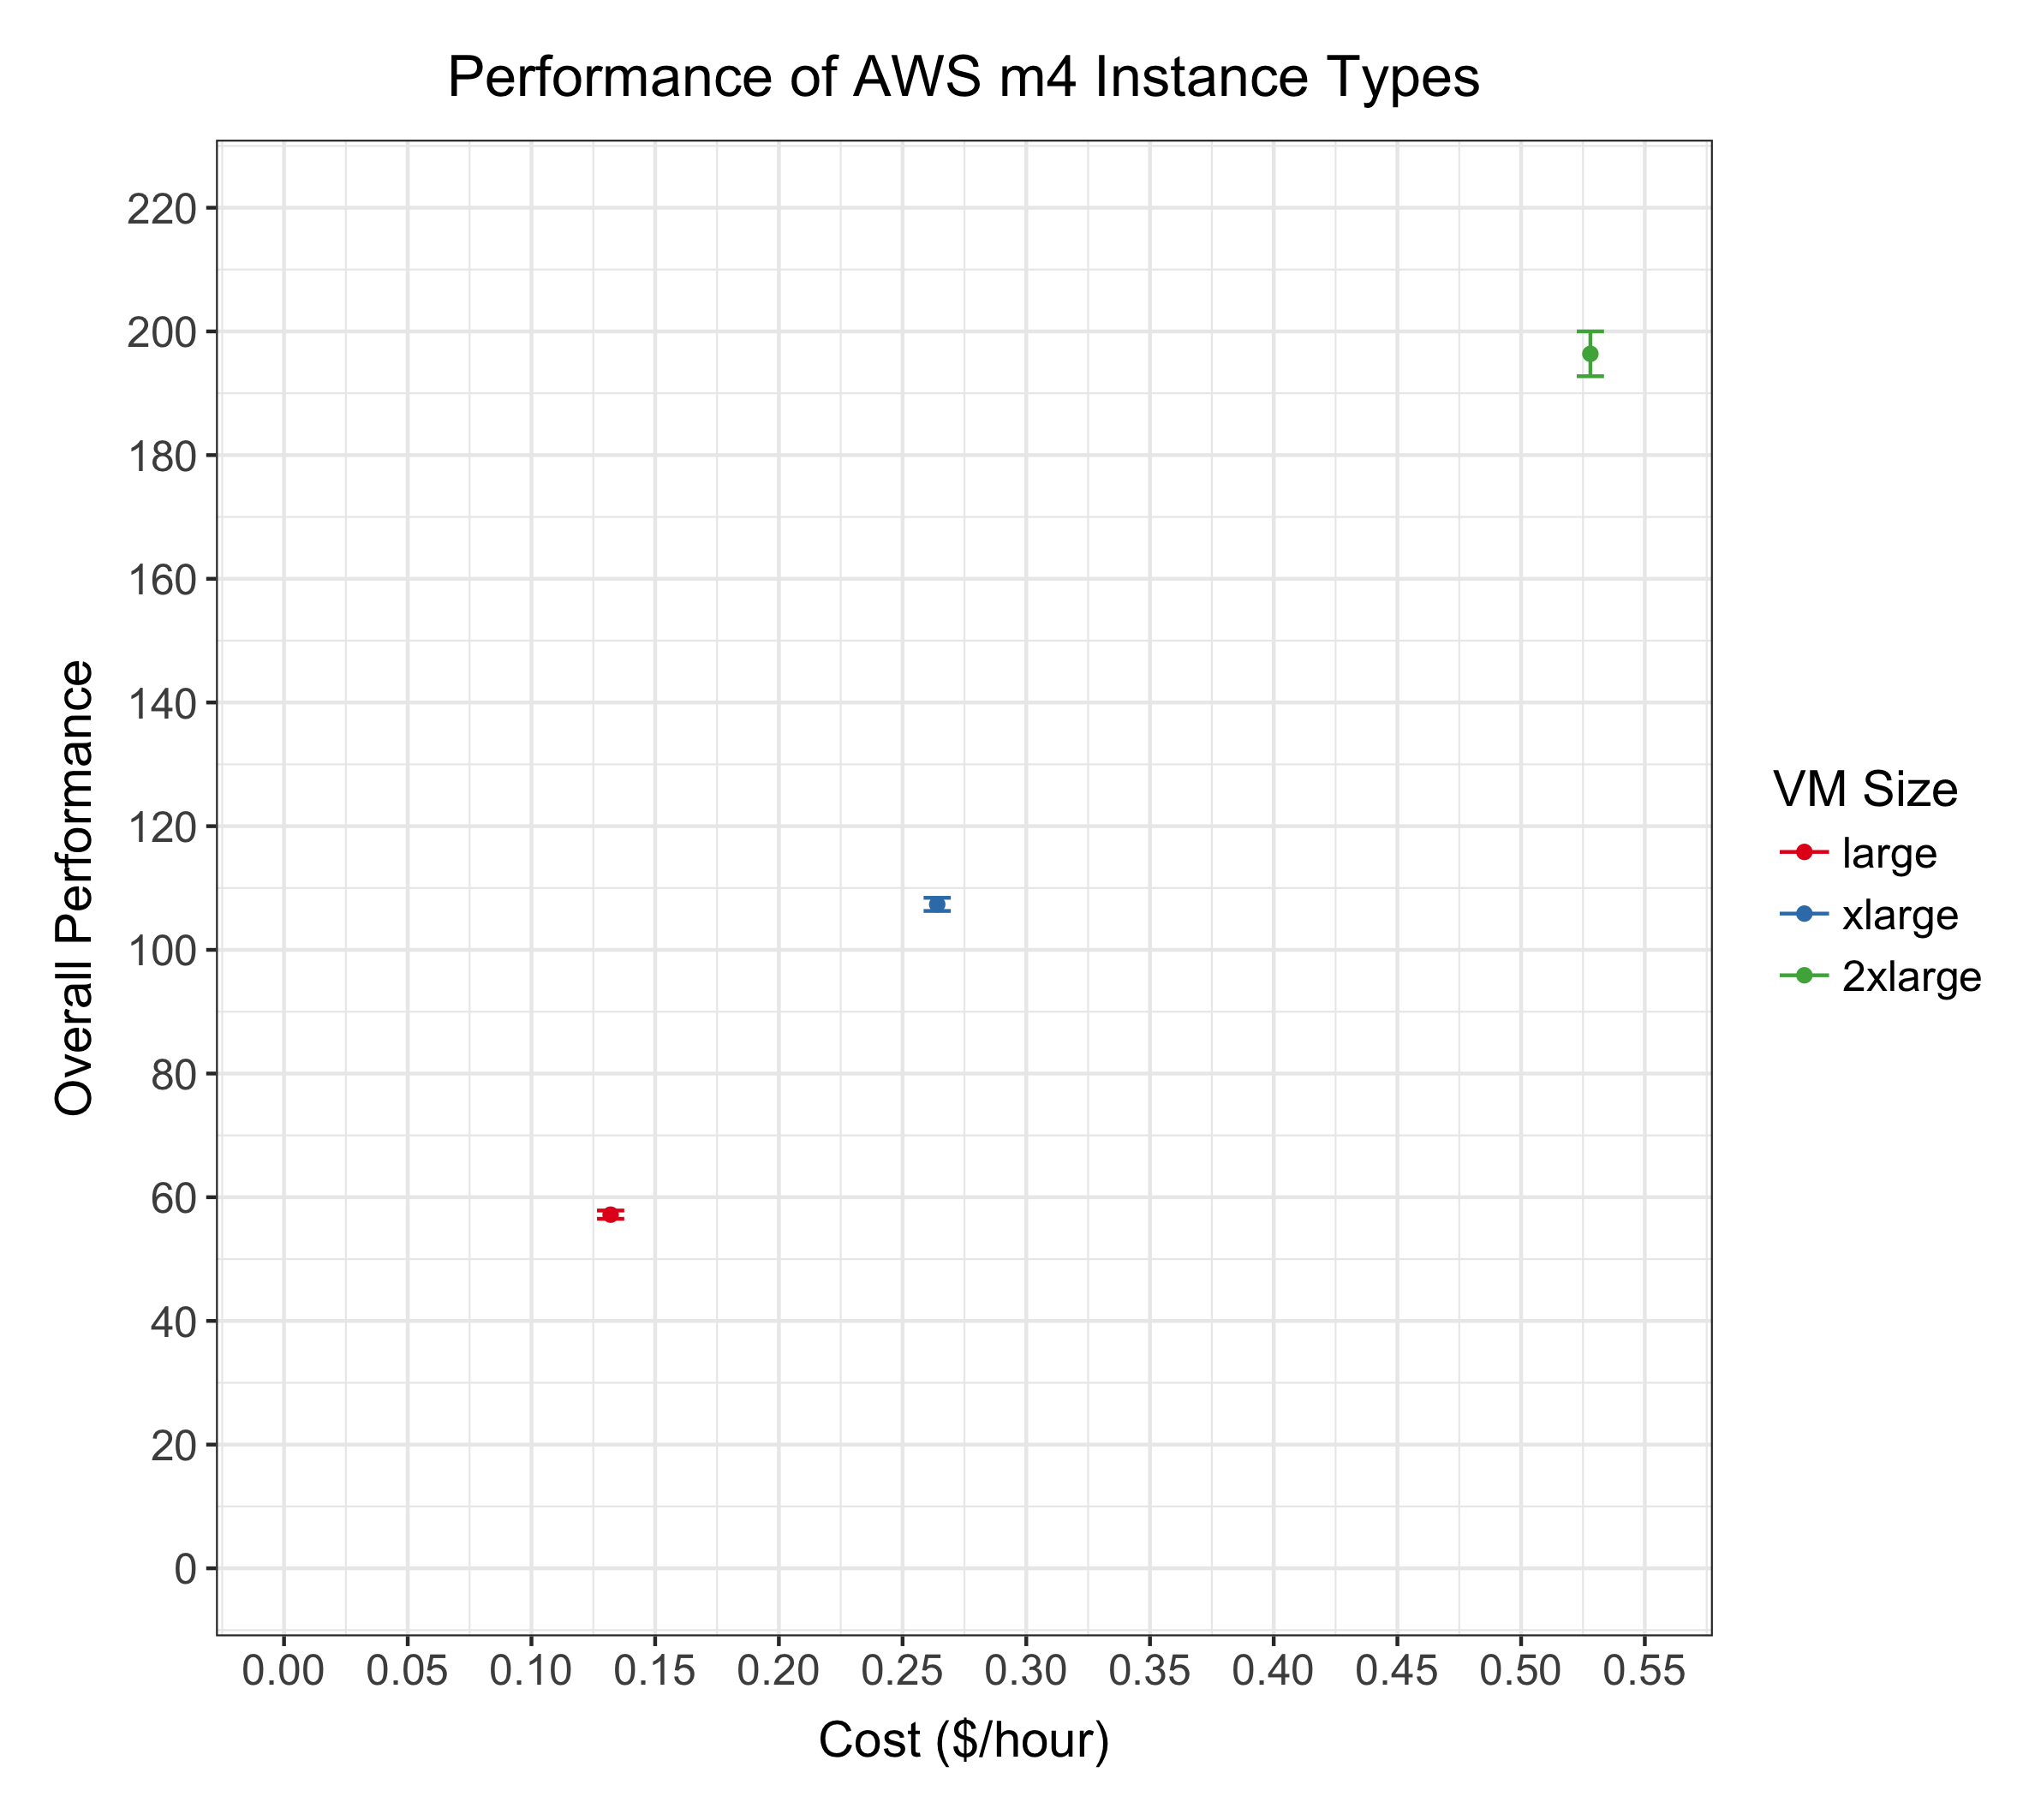 Performance of AWS m4 Instance Types
Overall Performance
220
200
180
160
140
120
100
80
60
40
20
0
0.00 0.05 0.10 0.15 0.20 0.25 0.30 0.35 0.40 0.45 0.50 0.55
Cost ($/hour)
VM Size
large
xlarge
2xlarge